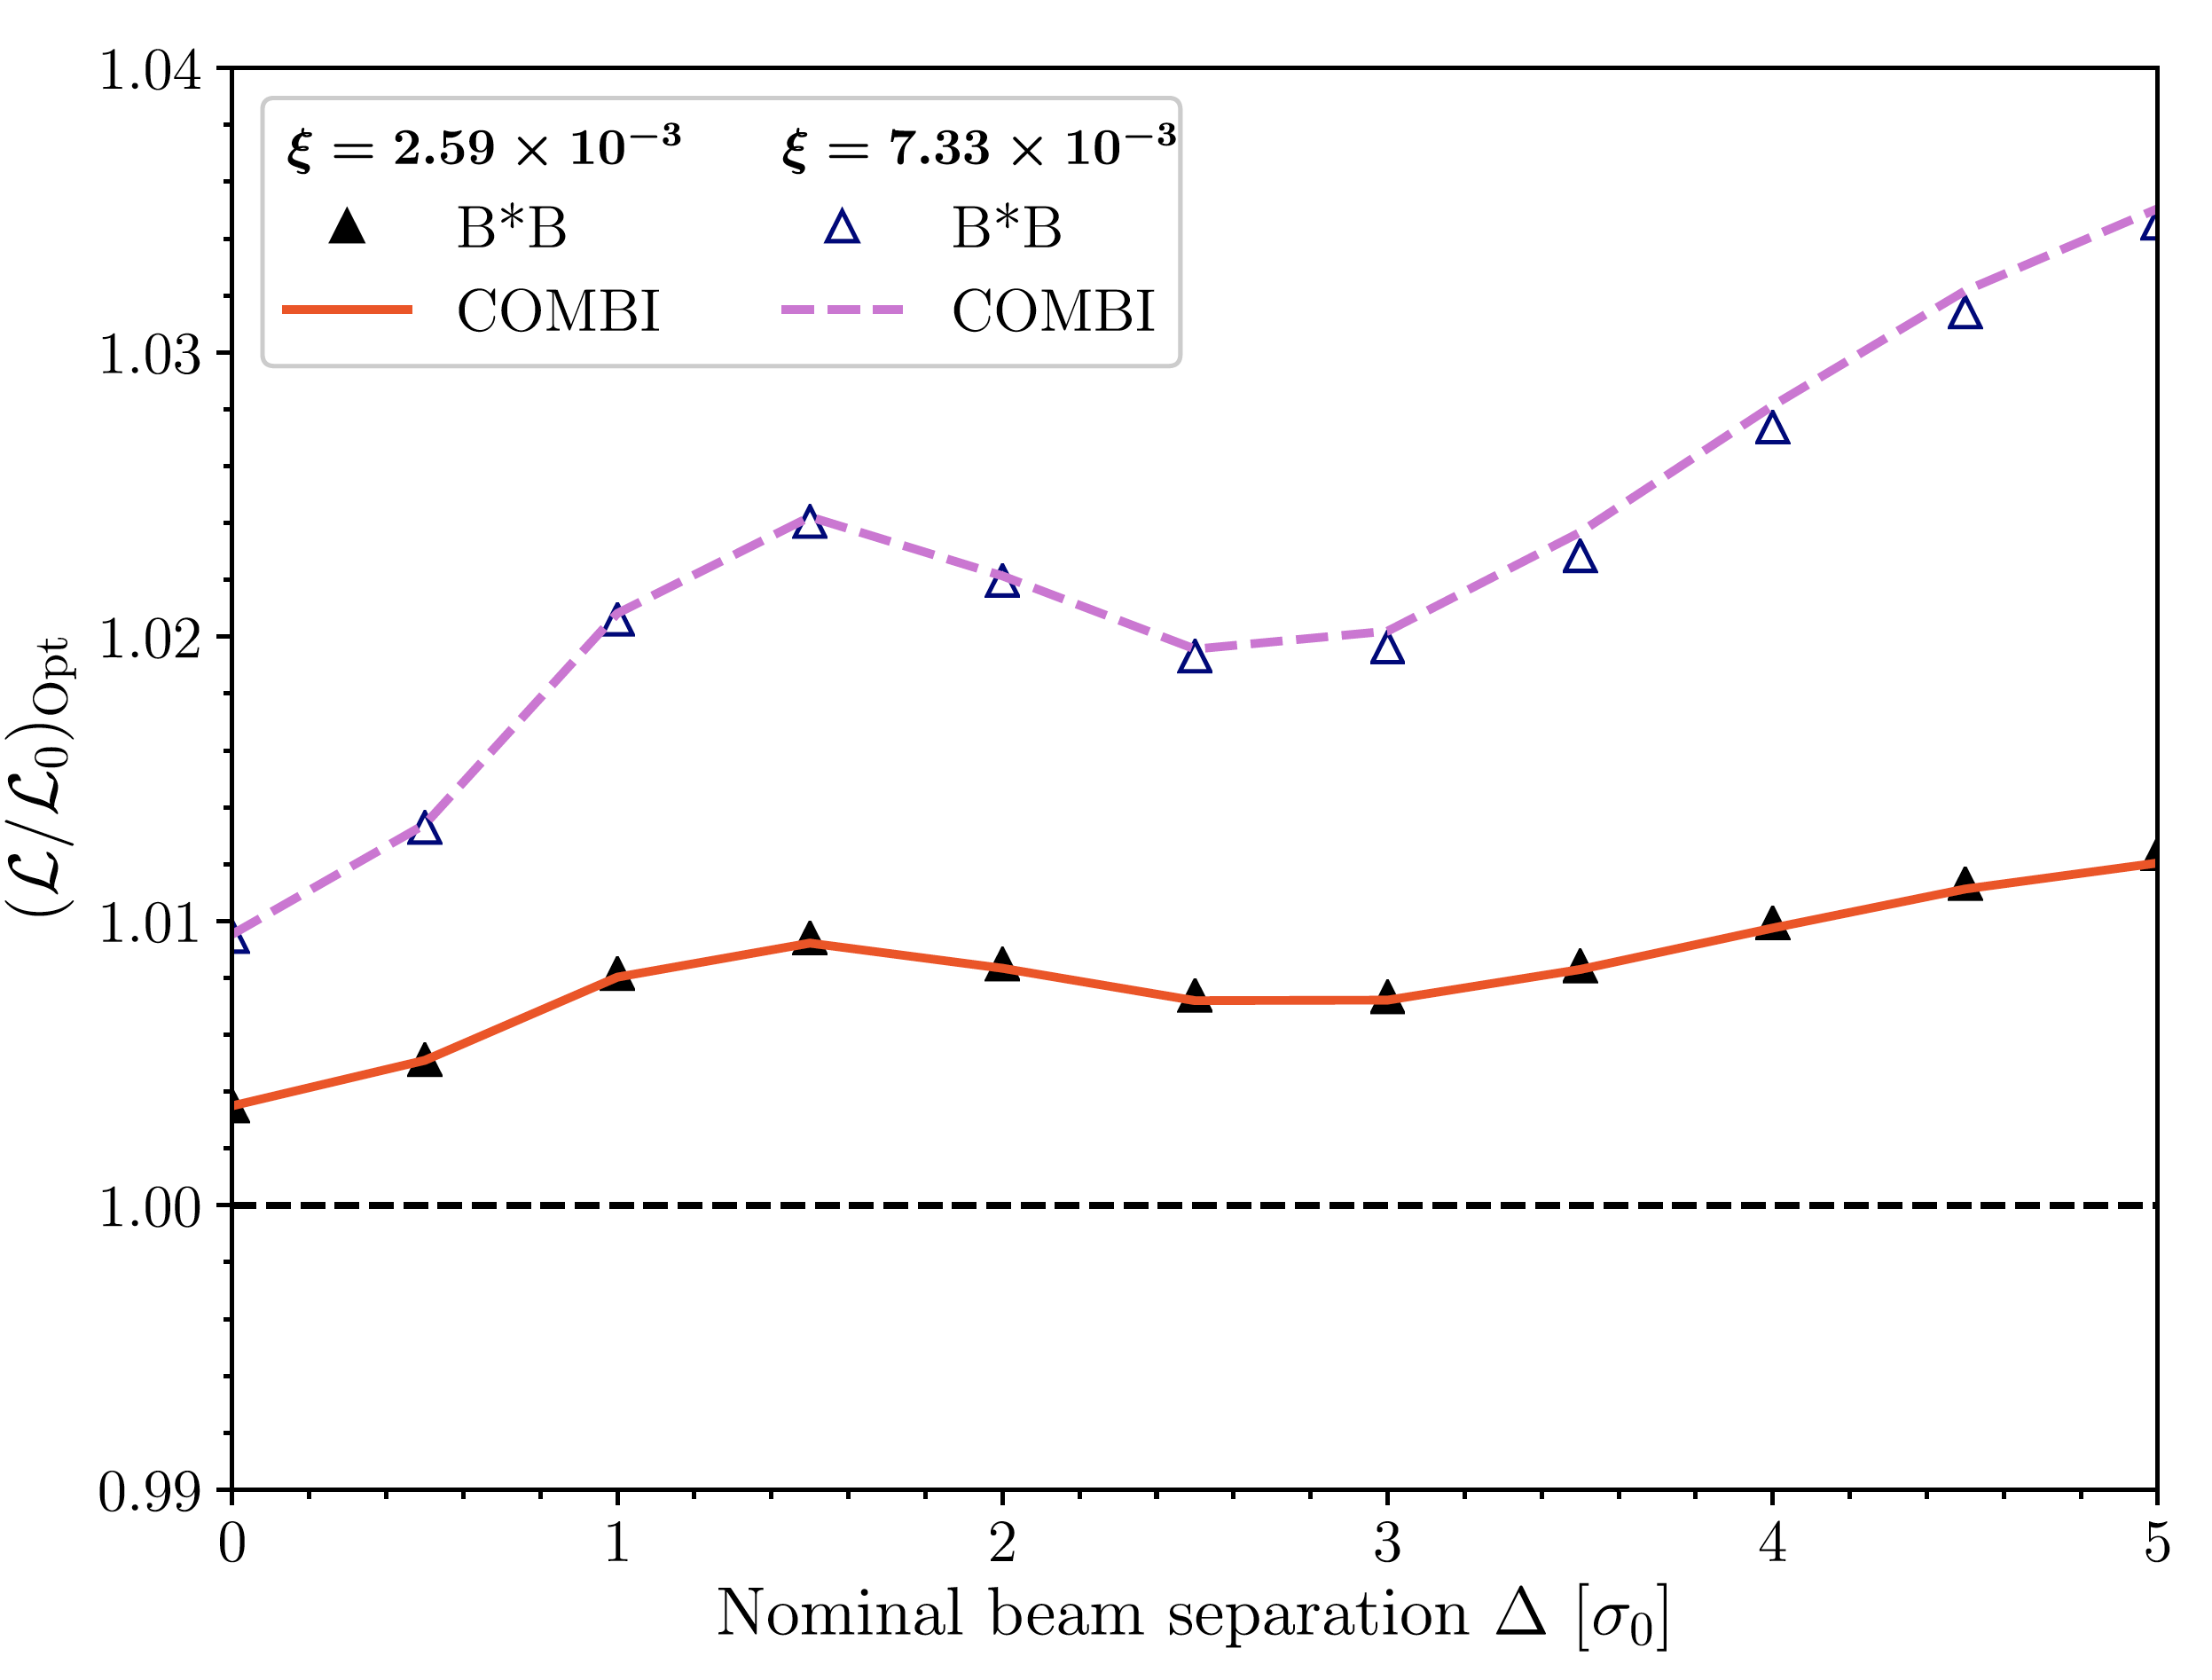 1.04
1.03
1.02
1.01
1.00
0.99
(ℒ/ℒ₀)Opt
ξ = 2.59 × 10⁻³
B*B
COMBI
ξ = 7.33 × 10⁻³
B*B
COMBI
0 1 2 3 4 5
Nominal beam separation Δ [σ₀]